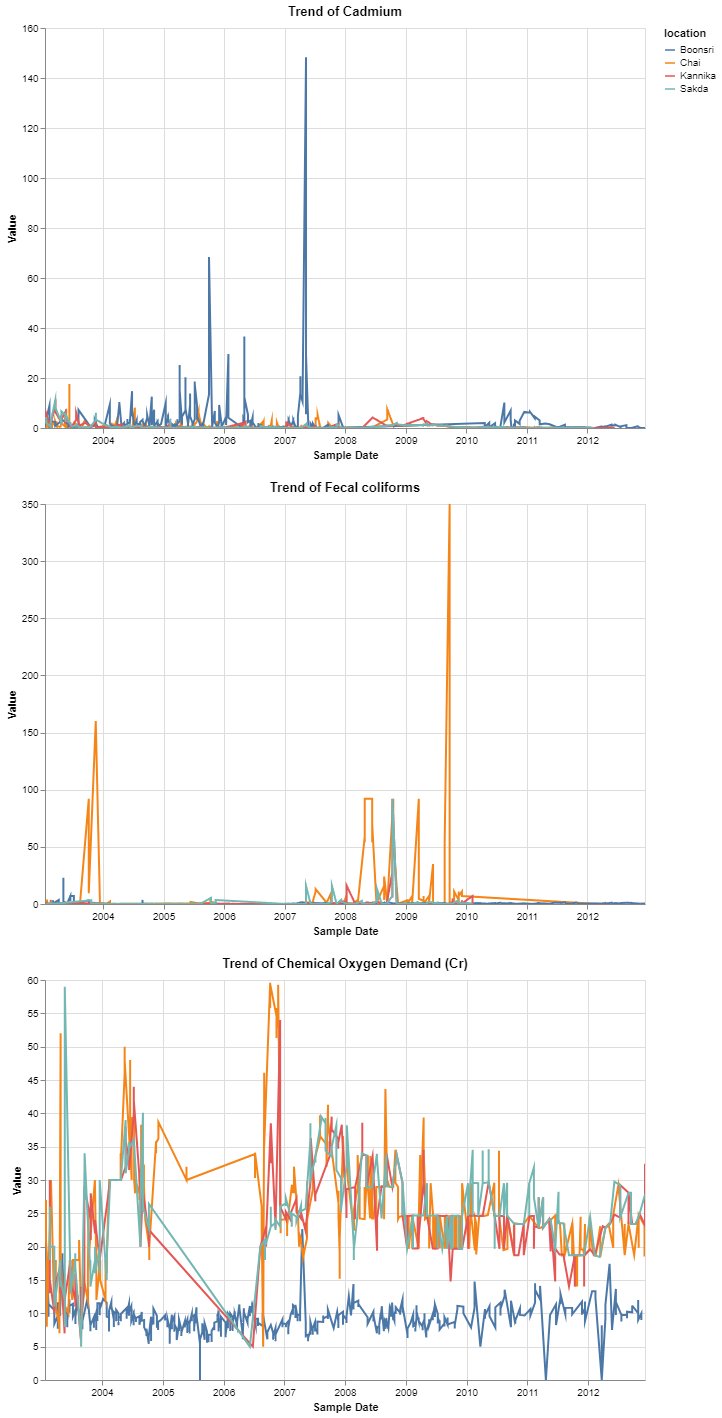 Trend of Cadmium
location
Boonsri
Chai
Kannika
Sakda
Value
160
140
120
100
80
60
40
20
0
2004 2005 2006 2007 2008 2009 2010 2011 2012
Sample Date
Trend of Fecal coliforms
Value
350
300
250
200
150
100
50
0
2004 2005 2006 2007 2008 2009 2010 2011 2012
Sample Date
Trend of Chemical Oxygen Demand (Cr)
Value
60
55
50
45
40
35
30
25
20
15
10
5
0
2004 2005 2006 2007 2008 2009 2010 2011 2012
Sample Date